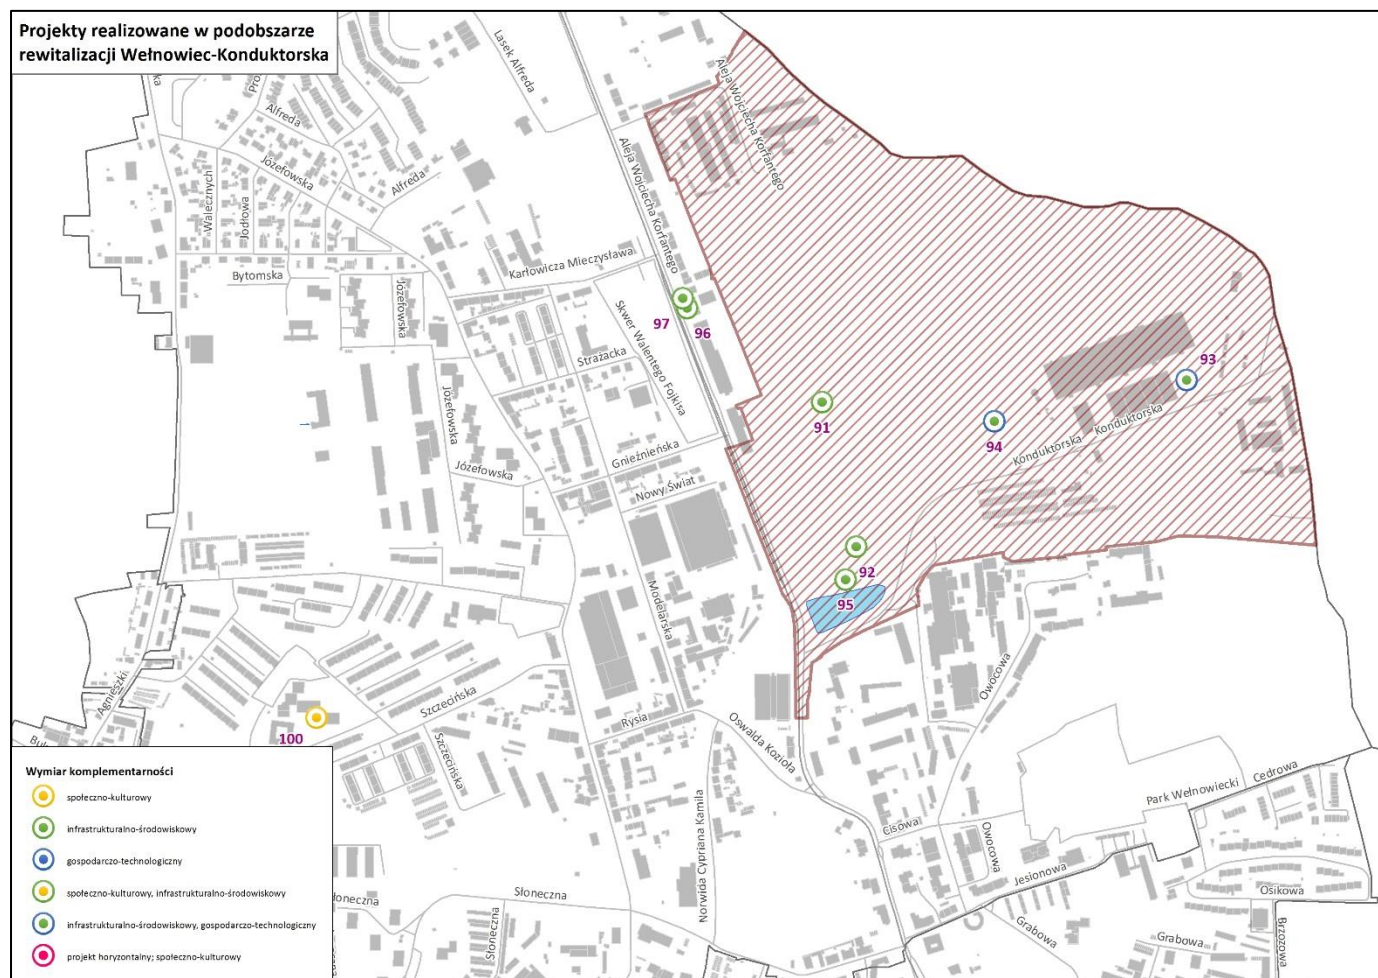 Projekty realizowane w podobszarze
rewitalizacji Wełnowiec-Konduktorska
Lasek Alfreda
Aleja Wojciecha Korfantego
Alfreda
Józefowska
Alfreda
Walecznych
Jodłowa
Aleja Wojciecha Korfantego
Bytomska
Józefowska
Karłowicza Mieczysława
Skwer Walentego Fojkisa
Strażacka
97
96
93
91
94
Konduktorska
Konduktorska
Józefowska
Józefowska
Gnieźnieńska
Nowy Świat
Modelarska
92
95
Agnieszki
Szczecińska
Szczecińska
100
Rysia
Oswalda Kozioła
Owocowa
Norwida Cypriana Kamila
Cisowa
Owocowa
Park Wełnowiecki
Cedrowa
Jesionowa
Osikowa
Słoneczna
Słoneczna
Grabowa
Grabowa
Brzozowa
Wymiar komplementarności
społeczno-kulturowy
infrastrukturalno-środowiskowy
gospodarczo-technologiczny
społeczno-kulturowy, infrastrukturalno-środowiskowy
infrastrukturalno-środowiskowy, gospodarczo-technologiczny
projekt horyzontalny; społeczno-kulturowy